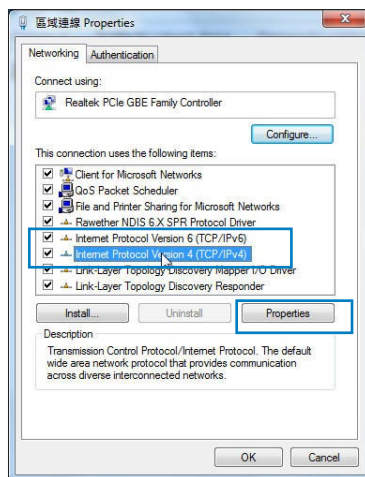 區域連線 Properties
Networking Authentication
Connect using:
Realtek PCIe GBE Family Controller
Configure...
This connection uses the following items:
Client for Microsoft Networks
QoS Packet Scheduler
File and Printer Sharing for Microsoft Networks
Rawether NDIS 6.X SPR Protocol Driver
Internet Protocol Version 6 (TCP/IPv6)
Internet Protocol Version 4 (TCP/IPv4)
Link-Layer Topology Discovery Mapper I/O Driver
Link-Layer Topology Discovery Responder
Install... Uninstall Properties
Description
Transmission Control Protocol/Internet Protocol. The default
wide area network protocol that provides communication
across diverse interconnected networks.
OK Cancel